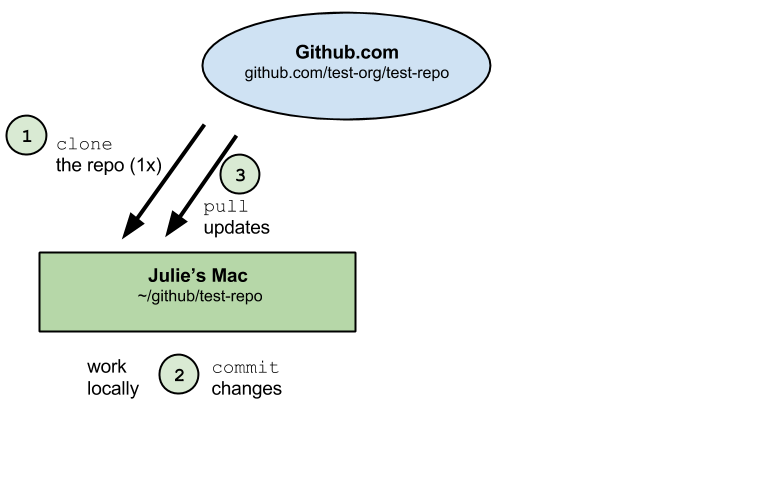 Github.com
github.com/test-org/test-repo
1
clone
the repo (1x)
3
pull
updates
Julie’s Mac
~/github/test-repo
work
locally
2
commit
changes